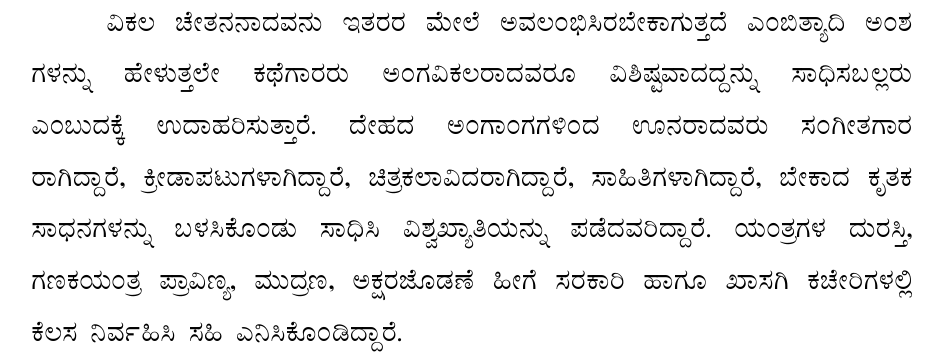 ವಿಕಲ ಚೇತನನಾದವನು ಇತರರ ಮೇಲೆ ಅವಲಂಭಿಸಿರಬೇಕಾಗುತ್ತದೆ ಎಂಬಿತ್ಯಾದಿ ಅಂಶ
ಗಳನ್ನು ಹೇಳುತ್ತಲೇ ಕಥೆಗಾರರು ಅಂಗವಿಕಲರಾದವರೂ ವಿಶಿಷ್ಟವಾದದ್ದನ್ನು ಸಾಧಿಸಬಲ್ಲರು
ಎಂಬುದಕ್ಕೆ ಉದಾಹರಿಸುತ್ತಾರೆ. ದೇಹದ ಅಂಗಾಂಗಗಳಿಂದ ಊನರಾದವರು ಸಂಗೀತಗಾರ
ರಾಗಿದ್ದಾರೆ, ಕ್ರೀಡಾಪಟುಗಳಾಗಿದ್ದಾರೆ, ಚಿತ್ರಕಲಾವಿದರಾಗಿದ್ದಾರೆ, ಸಾಹಿತಿಗಳಾಗಿದ್ದಾರೆ, ಬೇಕಾದ ಕೃತಕ
ಸಾಧನಗಳನ್ನು ಬಳಸಿಕೊಂಡು ಸಾಧಿಸಿ ವಿಶ್ವಖ್ಯಾತಿಯನ್ನು ಪಡೆದವರಿದ್ದಾರೆ. ಯಂತ್ರಗಳ ದುರಸ್ತಿ,
ಗಣಕಯಂತ್ರ ಪ್ರಾವಿಣ್ಯ, ಮುದ್ರಣ, ಅಕ್ಷರಜೊಡಣೆ ಹೀಗೆ ಸರಕಾರಿ ಹಾಗೂ ಖಾಸಗಿ ಕಚೇರಿಗಳಲ್ಲಿ
ಕೆಲಸ ನಿರ್ವಹಿಸಿ ಸಹಿ ಎನಿಸಿಕೊಂಡಿದ್ದಾರೆ.